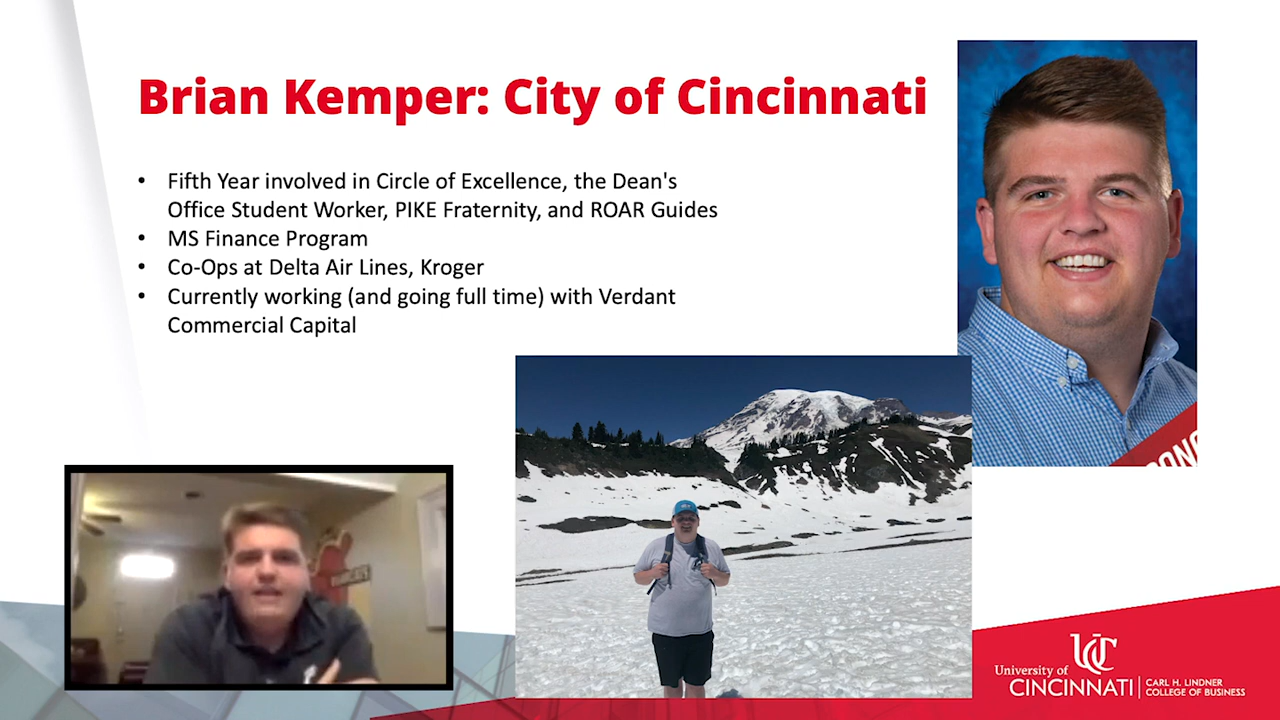 Brian Kemper: City of Cincinnati
• Fifth Year involved in Circle of Excellence, the Dean's
Office Student Worker, PIKE Fraternity, and ROAR Guides
• MS Finance Program
• Co-Ops at Delta Air Lines, Kroger
• Currently working (and going full time) with Verdant
Commercial Capital
UC
University of
CINCINNATI
CARL H. LINDNER
COLLEGE OF BUSINESS